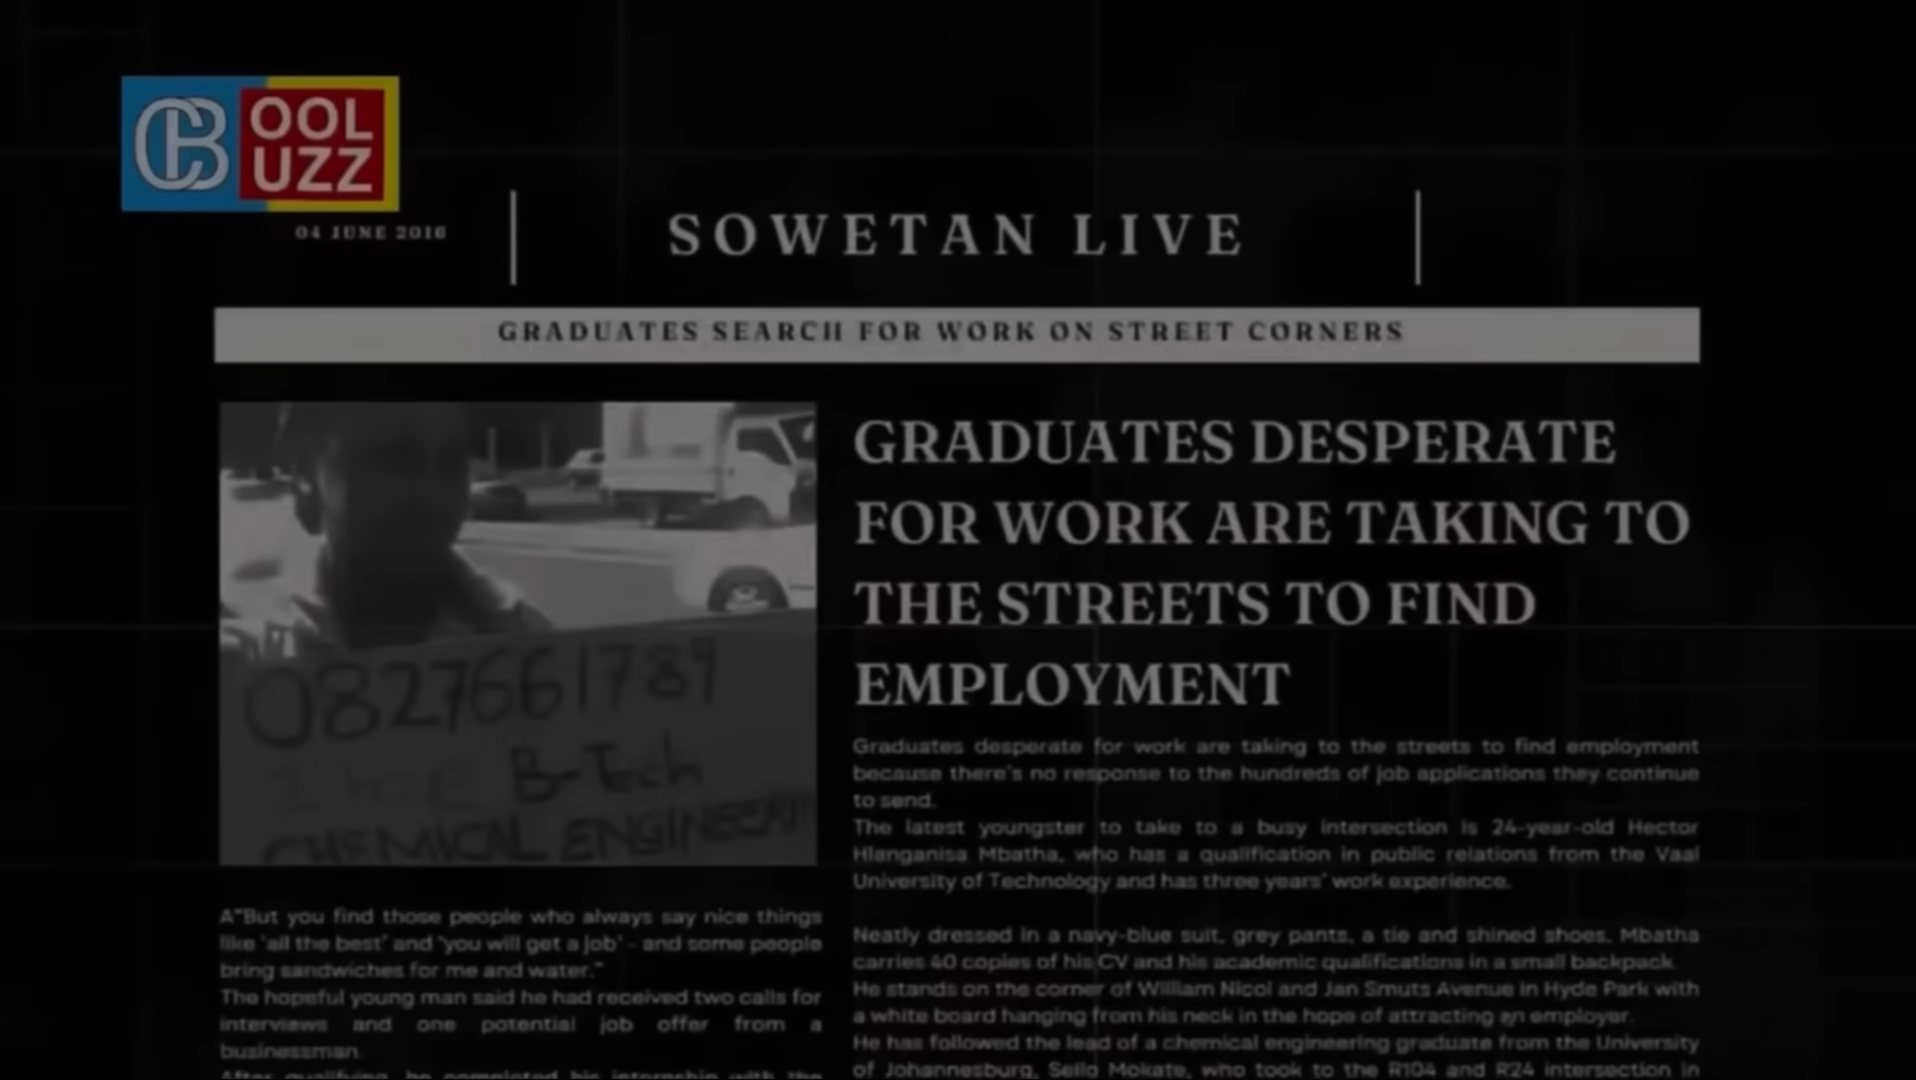 CB OOL
UZZ
04 JUNE 2016
SOWETAN LIVE
GRADUATES SEARCH FOR WORK ON STREET CORNERS
0827661789
I have B-Tech
CHEMICAL ENGINEERI
A"But you find those people who always say nice things
like 'all the best' and 'you will get a job' - and some people
bring sandwiches for me and water."
The hopeful young man said he had received two calls for
interviews and one potential job offer from a
businessman.
After qualifying, he completed his internship with the
GRADUATES DESPERATE
FOR WORK ARE TAKING TO
THE STREETS TO FIND
EMPLOYMENT
Graduates desperate for work are taking to the streets to find employment
because there's no response to the hundreds of job applications they continue
to send.
The latest youngster to take to a busy intersection is 24-year-old Hector
Hlanganisa Mbatha, who has a qualification in public relations from the Vaal
University of Technology and has three years' work experience.
Neatly dressed in a navy-blue suit, grey pants, a tie and shined shoes, Mbatha
carries 40 copies of his CV and his academic qualifications in a small backpack.
He stands on the corner of William Nicol and Jan Smuts Avenue in Hyde Park with
a white board hanging from his neck in the hope of attracting an employer.
He has followed the lead of a chemical engineering graduate from the University
of Johannesburg, Sello Mokate, who took to the R104 and R24 intersection in